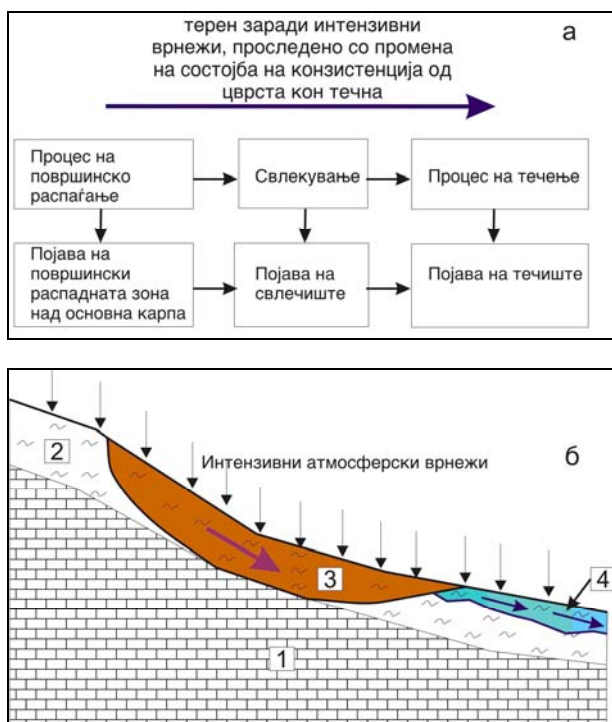 терен заради интензивни
врнежи, проследено со промена
на состојба на конзистенција од
цврста кон течна
а
Процес на
површинско
распаѓање
Свлекување
Процес на течење
Појава на
површински
распадната зона
над основна карпа
Појава на
свлечиште
Појава на течиште
б
Интензивни атмосферски врнежи
2
3
4
1